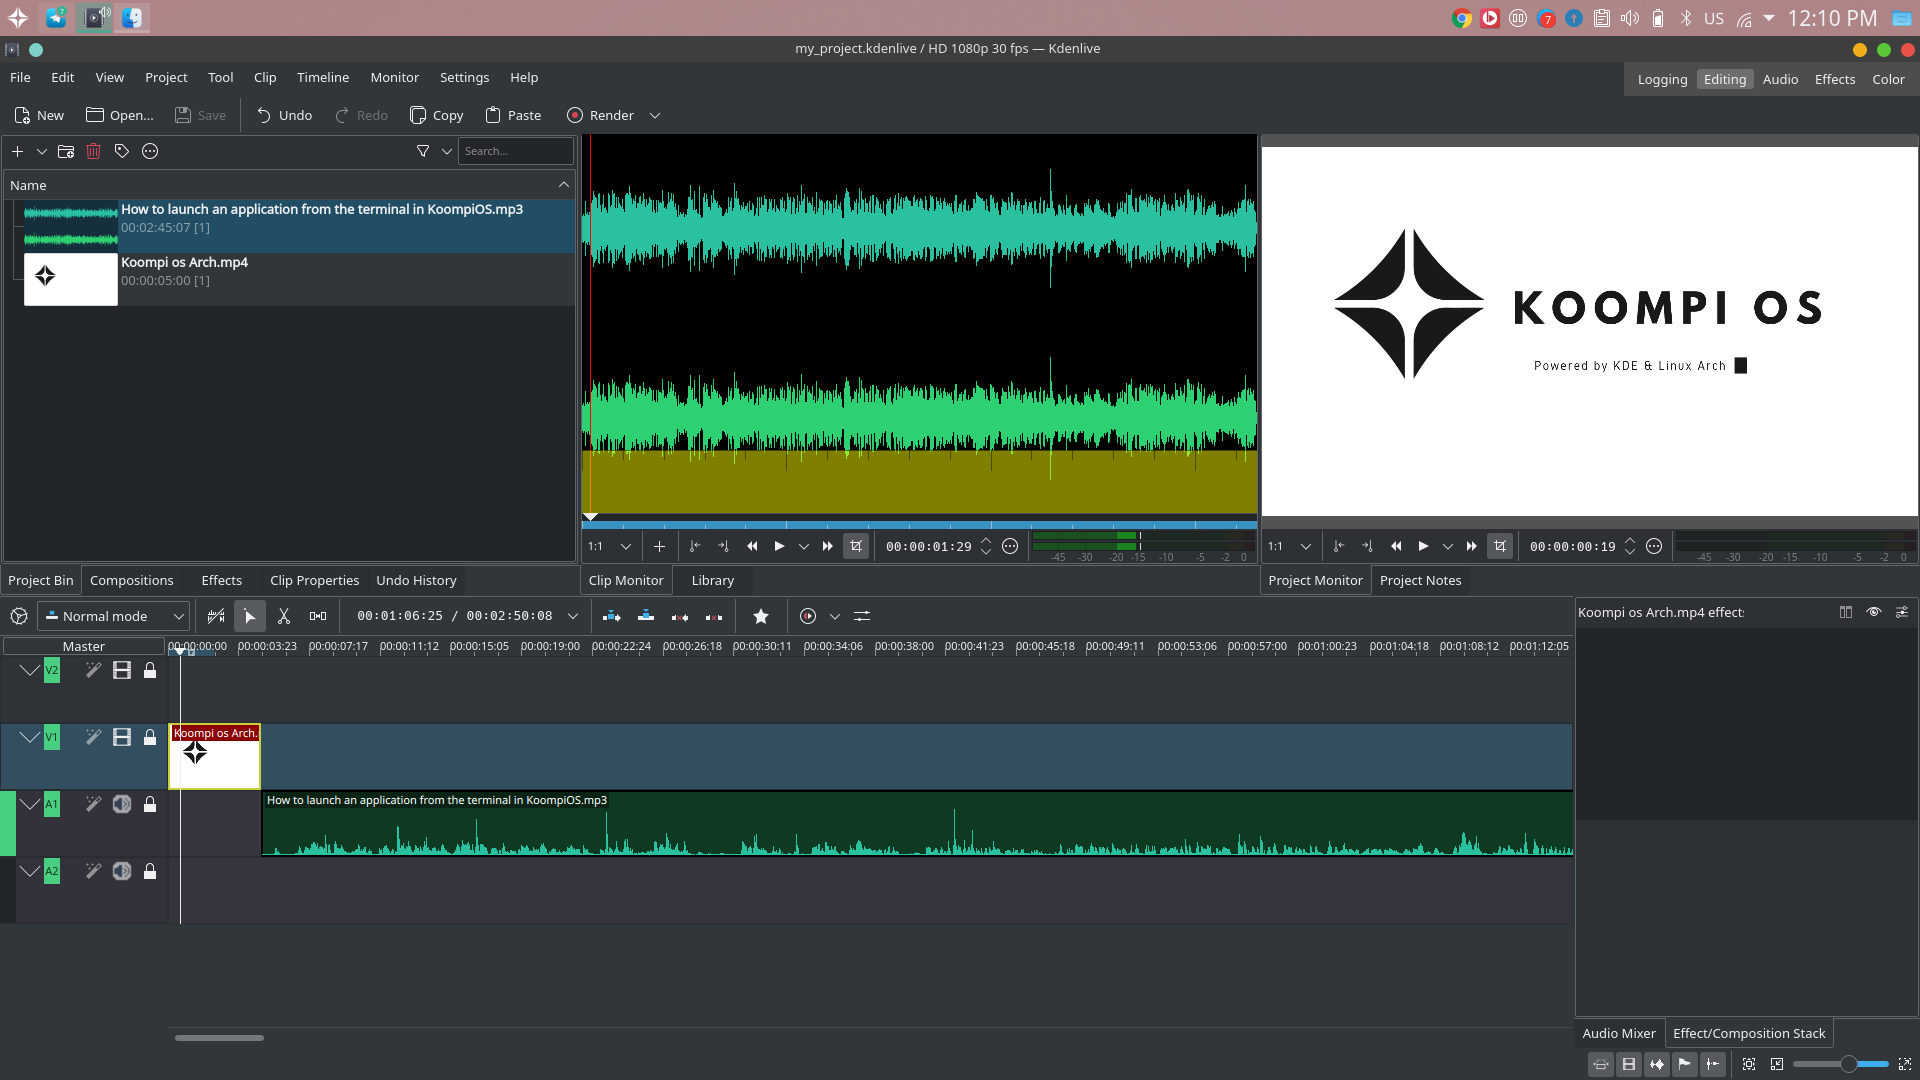 7
7
US
12:10 PM
my_project.kdenlive / HD 1080p 30 fps — Kdenlive
File Edit View Project Tool Clip Timeline Monitor Settings Help
Logging Editing Audio Effects Color
New Open... Save Undo Redo Copy Paste Render
Search...
Name
How to launch an application from the terminal in KoompiOS.mp3
00:02:45:07 [1]
Koompi os Arch.mp4
00:00:05:00 [1]
KOOMPI OS
Powered by KDE & Linux Arch
1:1 00:00:01:29
-45 -30 -20 -15 -10 -5 -2 0
1:1 00:00:00:19
-45 -30 -20 -15 -10 -5 -2 0
Project Bin Compositions Effects Clip Properties Undo History
Clip Monitor Library
Project Monitor Project Notes
Normal mode 00:01:06:25 / 00:02:50:08
Koompi os Arch.mp4 effects
Master
00:00:00:00 00:00:03:23 00:00:07:17 00:00:11:12 00:00:15:05 00:00:19:00 00:00:22:24 00:00:26:18 00:00:30:11 00:00:34:06 00:00:38:00 00:00:41:23 00:00:45:18 00:00:49:11 00:00:53:06 00:00:57:00 00:01:00:23 00:01:04:18 00:01:08:12 00:01:12:05
V2
V1
Koompi os Arch.
A1
How to launch an application from the terminal in KoompiOS.mp3
A2
Audio Mixer Effect/Composition Stack